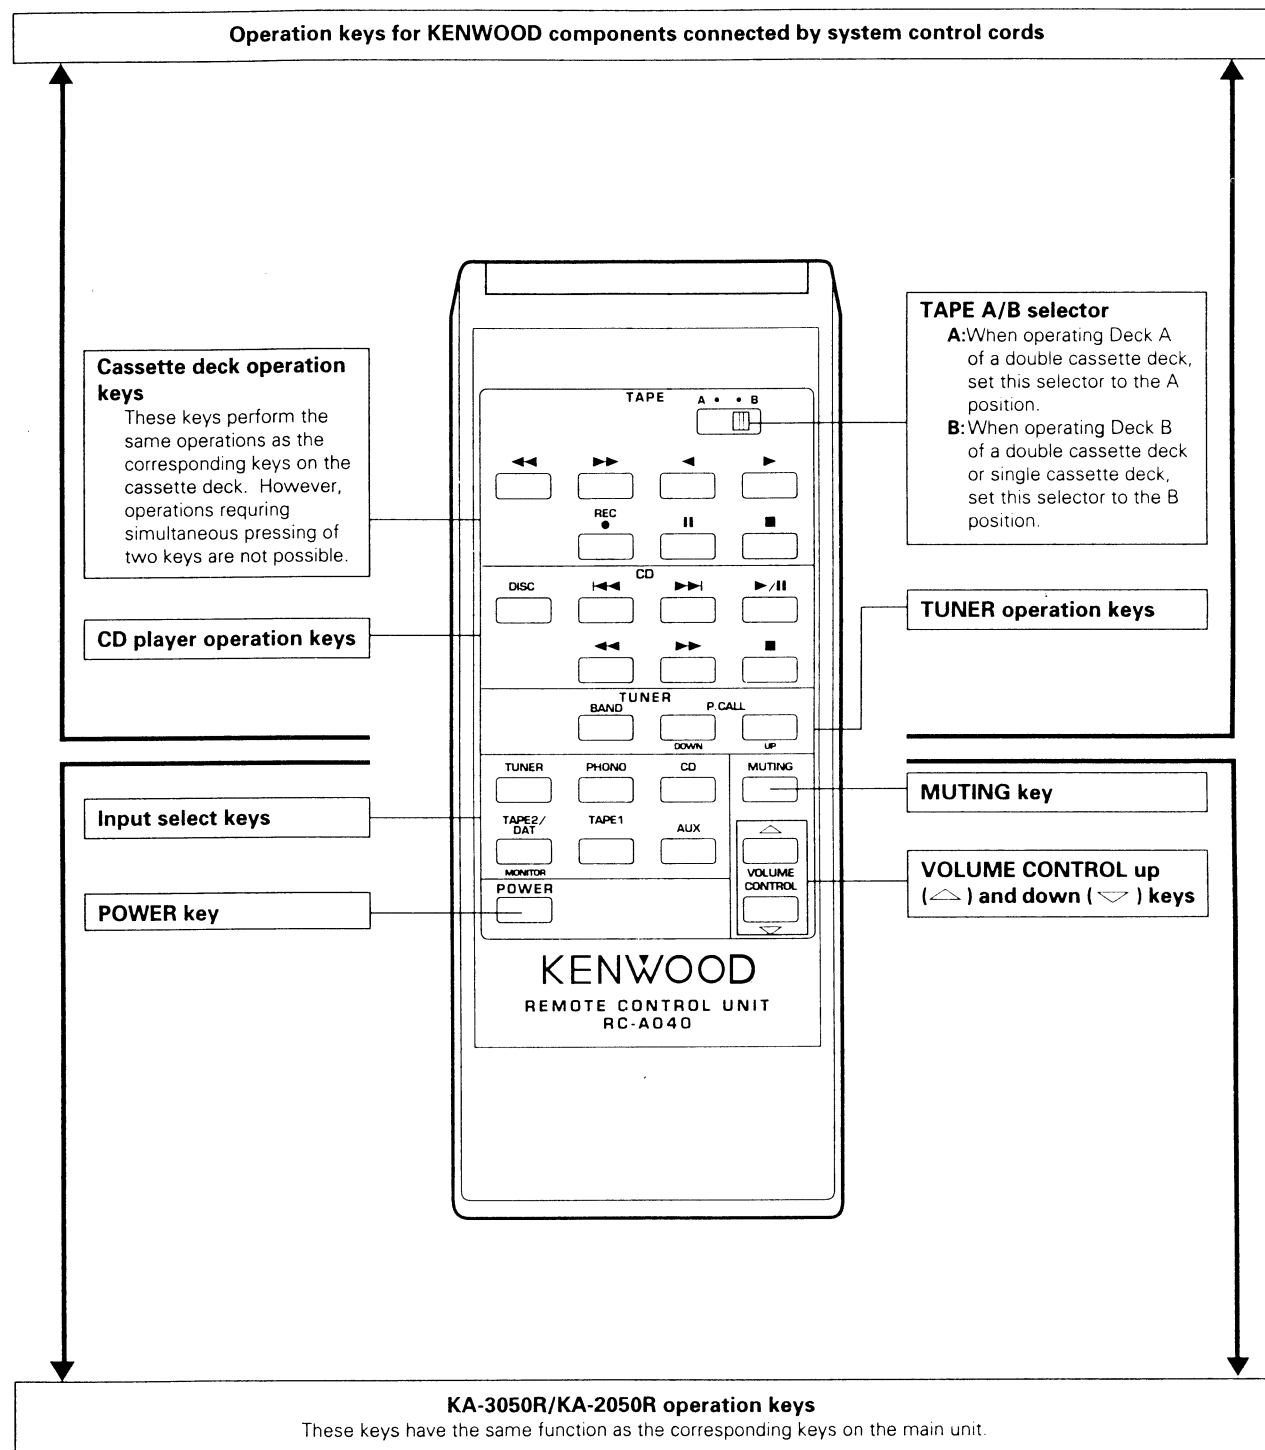 Operation keys for KENWOOD components connected by system control cords
Cassette deck operation
keys
These keys perform the
same operations as the
corresponding keys on the
cassette deck. However,
operations requring
simultaneous pressing of
two keys are not possible.
CD player operation keys
Input select keys
POWER key
TAPE A • • B
◄◄ ►► ◄ ►
REC
● II ■
CD
DISC |◄◄ ►►| ►/II
◄◄ ►► ■
TUNER
BAND P.CALL
DOWN UP
TUNER PHONO CD MUTING
TAPE2/
DAT TAPE1 AUX △
MONITOR
VOLUME
CONTROL
▽
POWER
KENWOOD
REMOTE CONTROL UNIT
RC-A040
TAPE A/B selector
A:When operating Deck A
of a double cassette deck,
set this selector to the A
position.
B:When operating Deck B
of a double cassette deck
or single cassette deck,
set this selector to the B
position.
TUNER operation keys
MUTING key
VOLUME CONTROL up
(△) and down (▽) keys
KA-3050R/KA-2050R operation keys
These keys have the same function as the corresponding keys on the main unit.